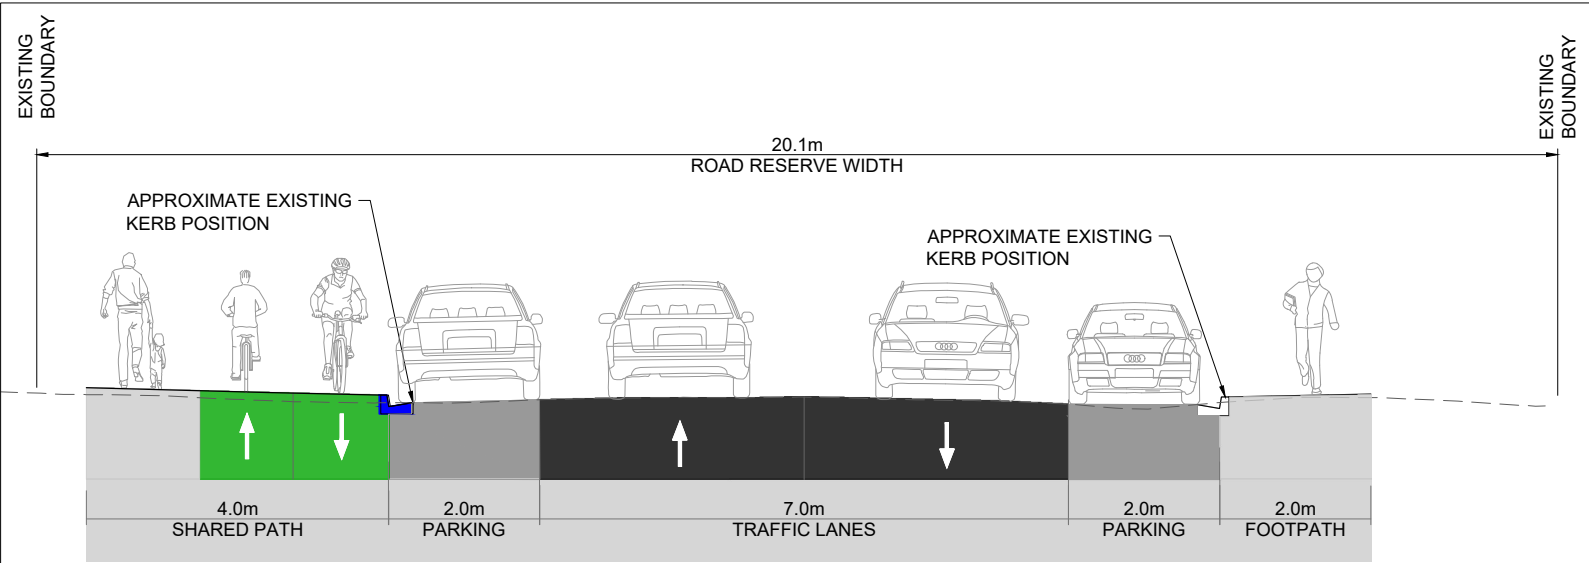 EXISTING
BOUNDARY
EXISTING
BOUNDARY
20.1m
ROAD RESERVE WIDTH
APPROXIMATE EXISTING
KERB POSITION
APPROXIMATE EXISTING
KERB POSITION
4.0m
SHARED PATH
2.0m
PARKING
7.0m
TRAFFIC LANES
2.0m
PARKING
2.0m
FOOTPATH